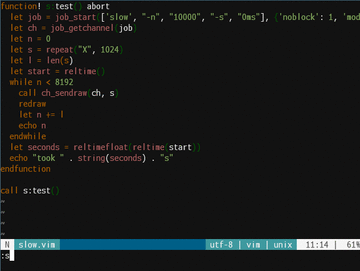 function! s:test() abort
  let job = job_start(['slow', "-n", "10000", "-s", "0ms"], {'noblock': 1, 'mod
  let ch = job_getchannel(job)
  let n = 0
  let s = repeat("X", 1024)
  let l = len(s)
  let start = reltime()
  while n < 8192
    call ch_sendraw(ch, s)
    redraw
    let n += l
    echo n
  endwhile
  let seconds = reltimefloat(reltime(start))
  echo "took " . string(seconds) . "s"
endfunction

call s:test()
~
~
~
~
N slow.vim utf-8 | vim | unix 11:14 | 61%
:s